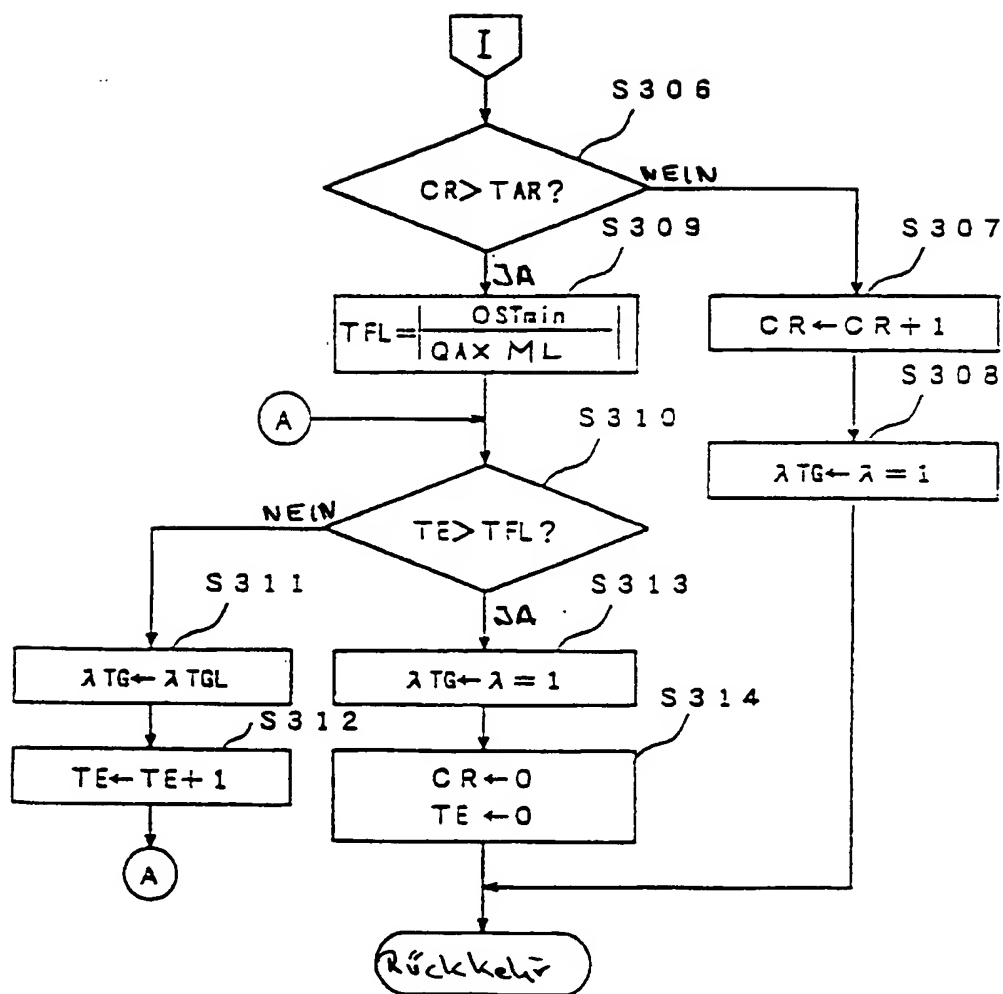 I
S306
CR>TAR?
NEIN
S309
S307
JA
TFL=|OSTmin/QA×ML|
CR←CR+1
S308
A
S310
λTG←λ=1
NEIN
TE>TFL?
S311
S313
JA
λTG←λTGL
λTG←λ=1
S312
S314
TE←TE+1
CR←0
TE←0
A
Rückkehr